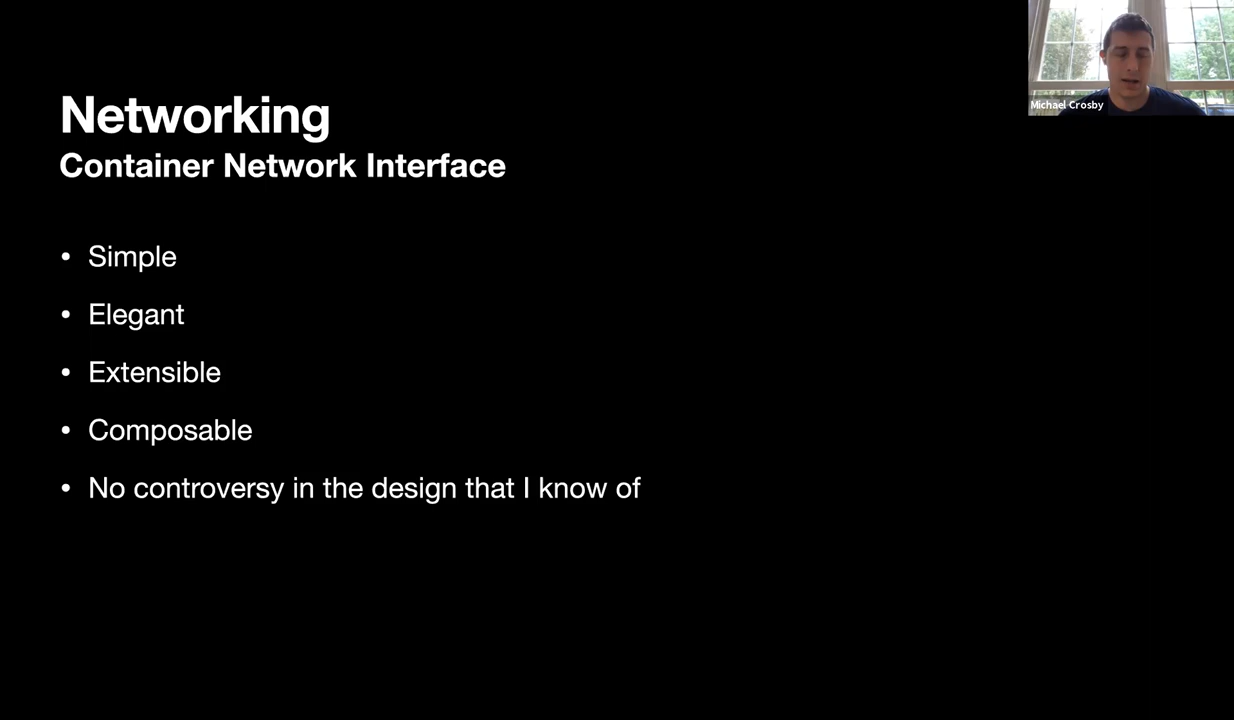 Networking
Container Network Interface
• Simple
• Elegant
• Extensible
• Composable
• No controversy in the design that I know of
Michael Crosby